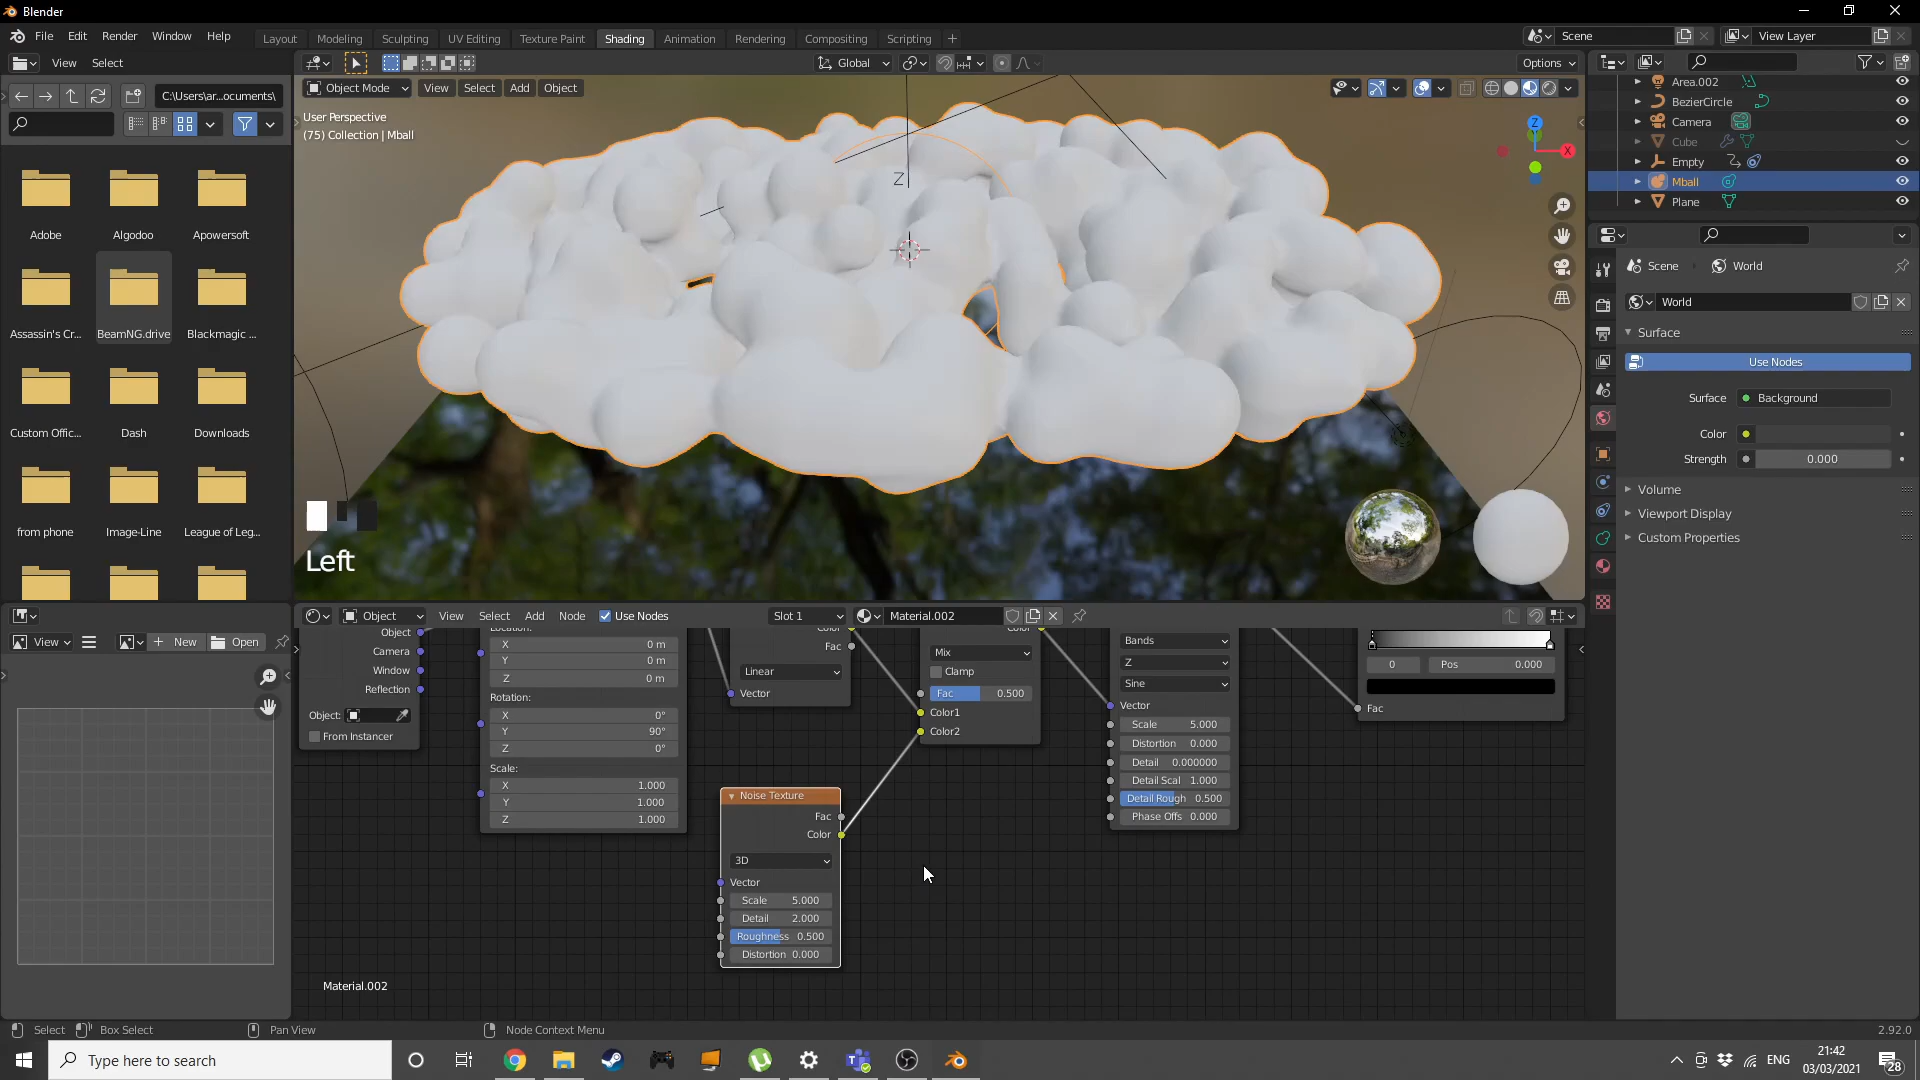 Blender
File Edit Render Window Help
Layout Modeling Sculpting UV Editing Texture Paint Shading Animation Rendering Compositing Scripting
Scene
View Layer
View Select
Global
Options
C:\Users\ar...ocuments\
Object Mode View Select Add Object
User Perspective
(75) Collection | Mball
Z
Z
X
Adobe Algodoo Apowersoft
Assassin's Cr... BeamNG.drive Blackmagic ...
Custom Offic... Dash Downloads
from phone Image-Line League of Leg...
Left
Area.002
BezierCircle
Camera
Cube
Empty
Mball
Plane
Scene World
World
Surface
Use Nodes
Surface Background
Color
Strength 0.000
Volume
Viewport Display
Custom Properties
Object View Select Add Node Use Nodes Slot 1 Material.002
View New Open
Object
Camera
Window
Reflection
Object:
From Instancer
Location:
X 0 m
Y 0 m
Z 0 m
Rotation:
X 0°
Y 90°
Z 0°
Scale:
X 1.000
Y 1.000
Z 1.000
Color
Fac
Linear
Vector
Color
Mix
Clamp
Fac 0.500
Color1
Color2
Bands
Z
Sine
Vector
Scale 5.000
Distortion 0.000
Detail 0.000000
Detail Scal 1.000
Detail Rough 0.500
Phase Offs 0.000
0 Pos 0.000
Fac
Noise Texture
Fac
Color
3D
Vector
Scale 5.000
Detail 2.000
Roughness 0.500
Distortion 0.000
Material.002
Select Box Select Pan View Node Context Menu 2.92.0
Type here to search
ENG
21:42
03/03/2021
28